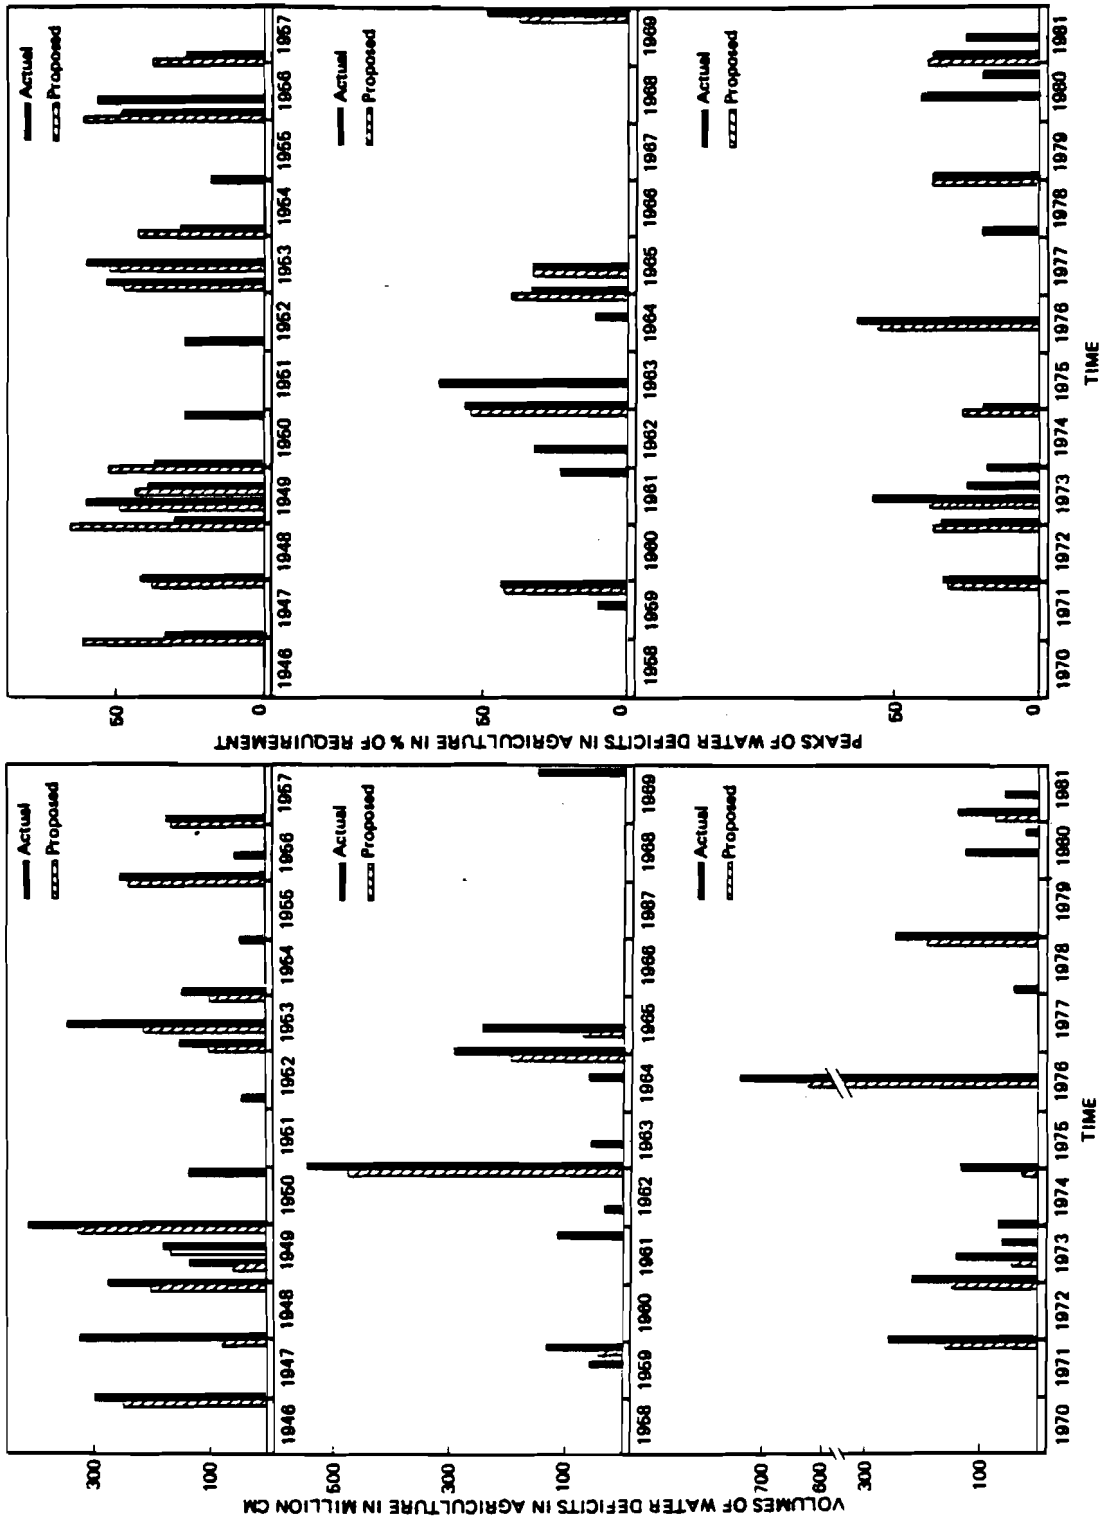 VOLUMES OF WATER DEFICITS IN AGRICULTURE IN MILLION CM
300
100
Actual
Proposed
1946 1947 1948 1949 1950 1951 1952 1953 1954 1955 1956 1957
500
300
100
Actual
Proposed
1958 1959 1960 1961 1962 1963 1964 1965 1966 1987 1968 1969
700
600
300
100
Actual
Proposed
1970 1971 1972 1973 1974 1975 1976 1977 1978 1979 1980 1981
TIME
PEAKS OF WATER DEFICITS IN AGRICULTURE IN % OF REQUIREMENT
50
0
Actual
Proposed
1946 1947 1948 1949 1950 1951 1952 1953 1954 1955 1956 1957
50
0
Actual
Proposed
1958 1959 1960 1961 1962 1963 1964 1965 1966 1967 1968 1969
50
0
Actual
Proposed
1970 1971 1972 1973 1974 1975 1976 1977 1978 1979 1980 1981
TIME